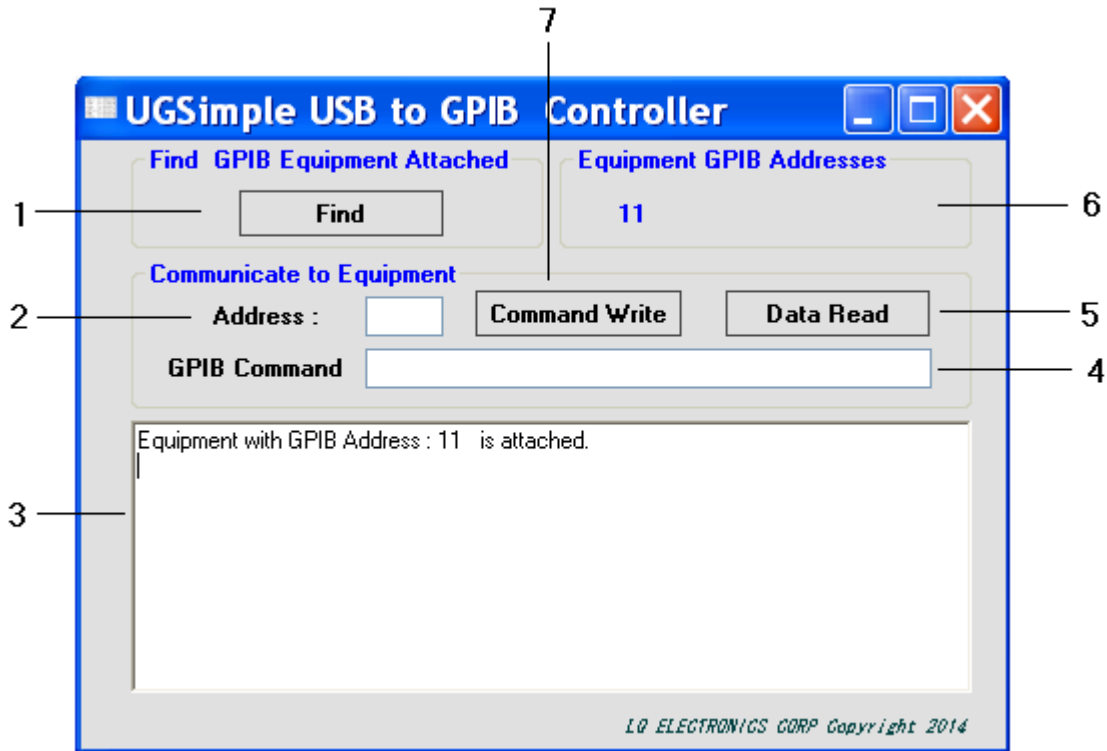 7
UGSimple USB to GPIB Controller
Find GPIB Equipment Attached
Equipment GPIB Addresses
1
Find
11
6
Communicate to Equipment
2
Address :
Command Write
Data Read
5
GPIB Command
4
Equipment with GPIB Address : 11 is attached.
3
LQ ELECTRONICS CORP Copyright 2014